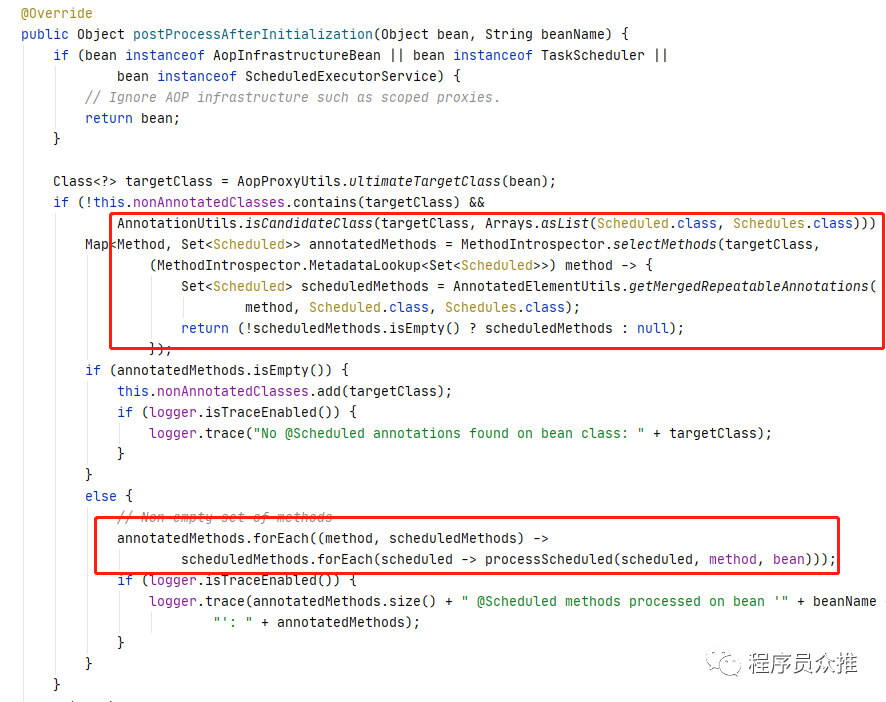 @Override
public Object postProcessAfterInitialization(Object bean, String beanName) {
if (bean instanceof AopInfrastructureBean || bean instanceof TaskScheduler ||
bean instanceof ScheduledExecutorService) {
// Ignore AOP infrastructure such as scoped proxies.
return bean;
}
Class<?> targetClass = AopProxyUtils.ultimateTargetClass(bean);
if (!this.nonAnnotatedClasses.contains(targetClass) &&
AnnotationUtils.isCandidateClass(targetClass, Arrays.asList(Scheduled.class, Schedules.class)))
Map<Method, Set<Scheduled>> annotatedMethods = MethodIntrospector.selectMethods(targetClass,
(MethodIntrospector.MetadataLookup<Set<Scheduled>>) method -> {
Set<Scheduled> scheduledMethods = AnnotatedElementUtils.getMergedRepeatableAnnotations(
method, Scheduled.class, Schedules.class);
return (!scheduledMethods.isEmpty() ? scheduledMethods : null);
});
if (annotatedMethods.isEmpty()) {
this.nonAnnotatedClasses.add(targetClass);
if (logger.isTraceEnabled()) {
logger.trace("No @Scheduled annotations found on bean class: " + targetClass);
}
}
else {
// Non-empty set of methods
annotatedMethods.forEach((method, scheduledMethods) ->
scheduledMethods.forEach(scheduled -> processScheduled(scheduled, method, bean)));
if (logger.isTraceEnabled()) {
logger.trace(annotatedMethods.size() + " @Scheduled methods processed on bean '" + beanName
"': " + annotatedMethods);
}
}
}
程序员众推